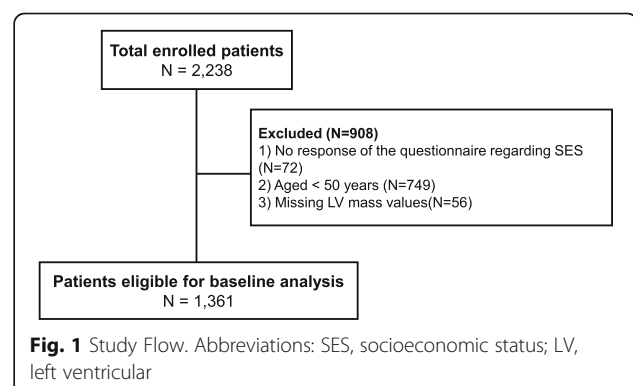 Total enrolled patients
N = 2,238
Excluded (N=908)
1) No response of the questionnaire regarding SES
(N=72)
2) Aged < 50 years (N=749)
3) Missing LV mass values(N=56)
Patients eligible for baseline analysis
N = 1,361
Fig. 1 Study Flow. Abbreviations: SES, socioeconomic status; LV,
left ventricular